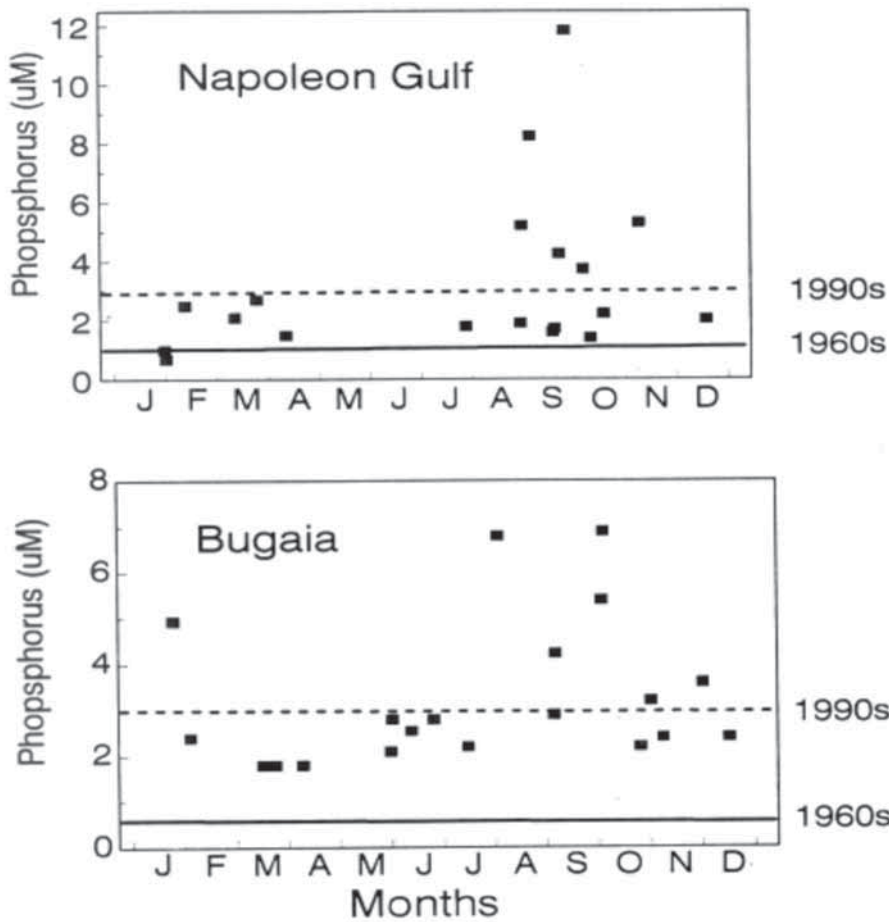 Phopsphorus (uM)
12
10
8
6
4
2
0
Napoleon Gulf
1990s
1960s
J F M A M J J A S O N D
Phopsphorus (uM)
8
6
4
2
0
Bugaia
1990s
1960s
J F M A M J J A S O N D
Months